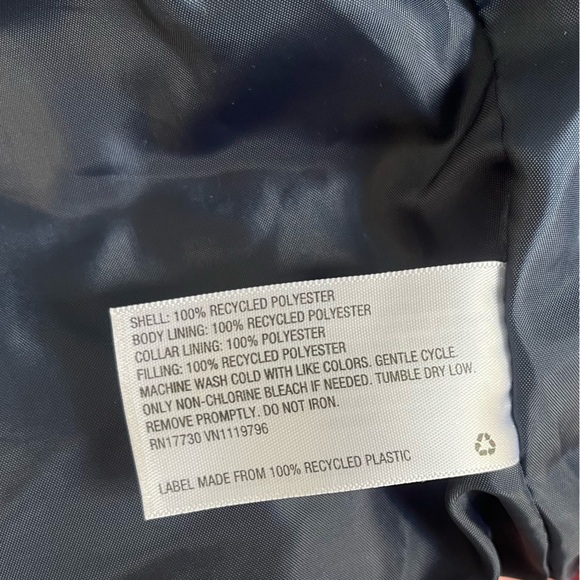 SHELL: 100% RECYCLED POLYESTER
BODY LINING: 100% RECYCLED POLYESTER
COLLAR LINING: 100% POLYESTER
FILLING: 100% RECYCLED POLYESTER
MACHINE WASH COLD WITH LIKE COLORS. GENTLE CYCLE.
ONLY NON-CHLORINE BLEACH IF NEEDED. TUMBLE DRY LOW.
REMOVE PROMPTLY. DO NOT IRON.
RN17730 VN1119796
LABEL MADE FROM 100% RECYCLED PLASTIC